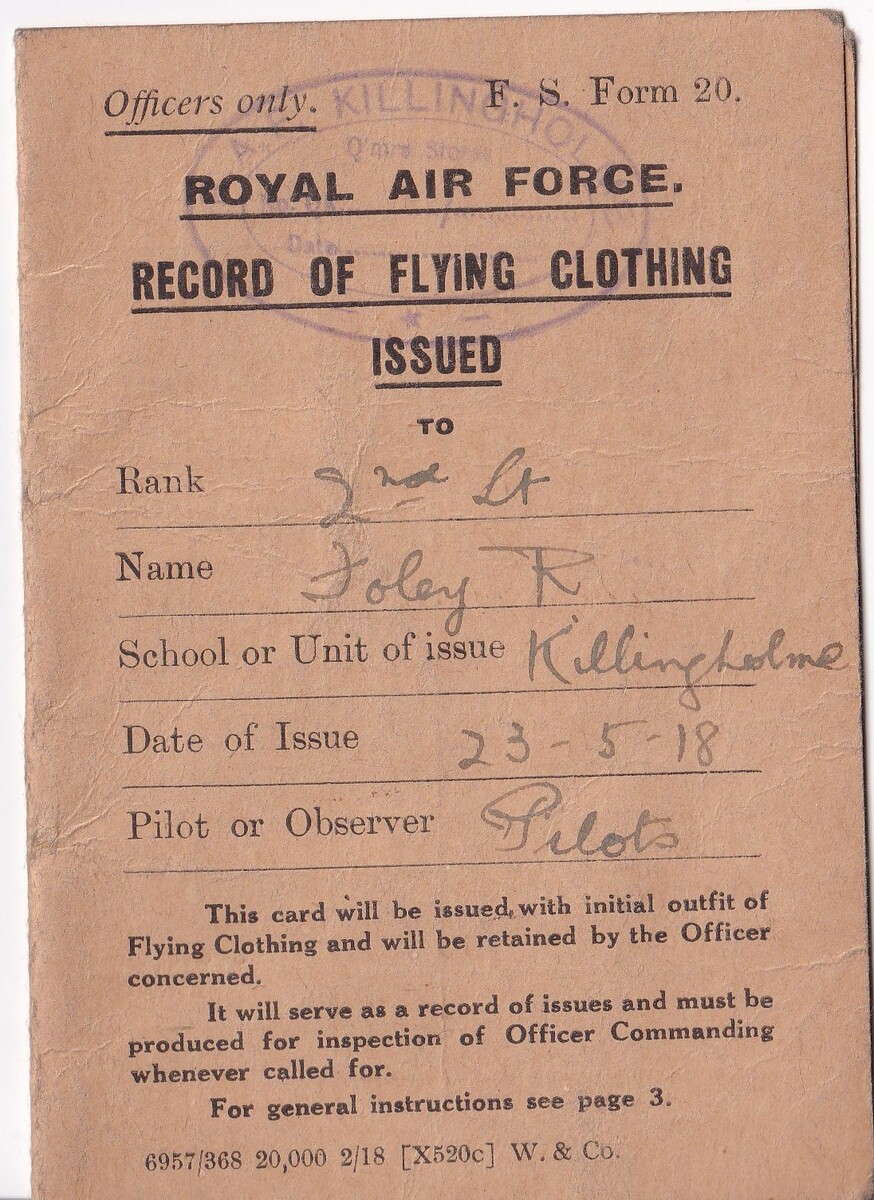 Officers only. F. S. Form 20.
KILLINGHOL
Q'mrs Stores
ROYAL AIR FORCE.
Date
RECORD OF FLYING CLOTHING
ISSUED
TO
Rank 2nd Lt
Name Foley R
School or Unit of issue Killingholme
Date of Issue 23-5-18
Pilot or Observer Pilots
This card will be issued, with initial outfit of
Flying Clothing and will be retained by the Officer
concerned.
It will serve as a record of issues and must be
produced for inspection of Officer Commanding
whenever called for.
For general instructions see page 3.
6957/368 20,000 2/18 [X520c] W. & Co.